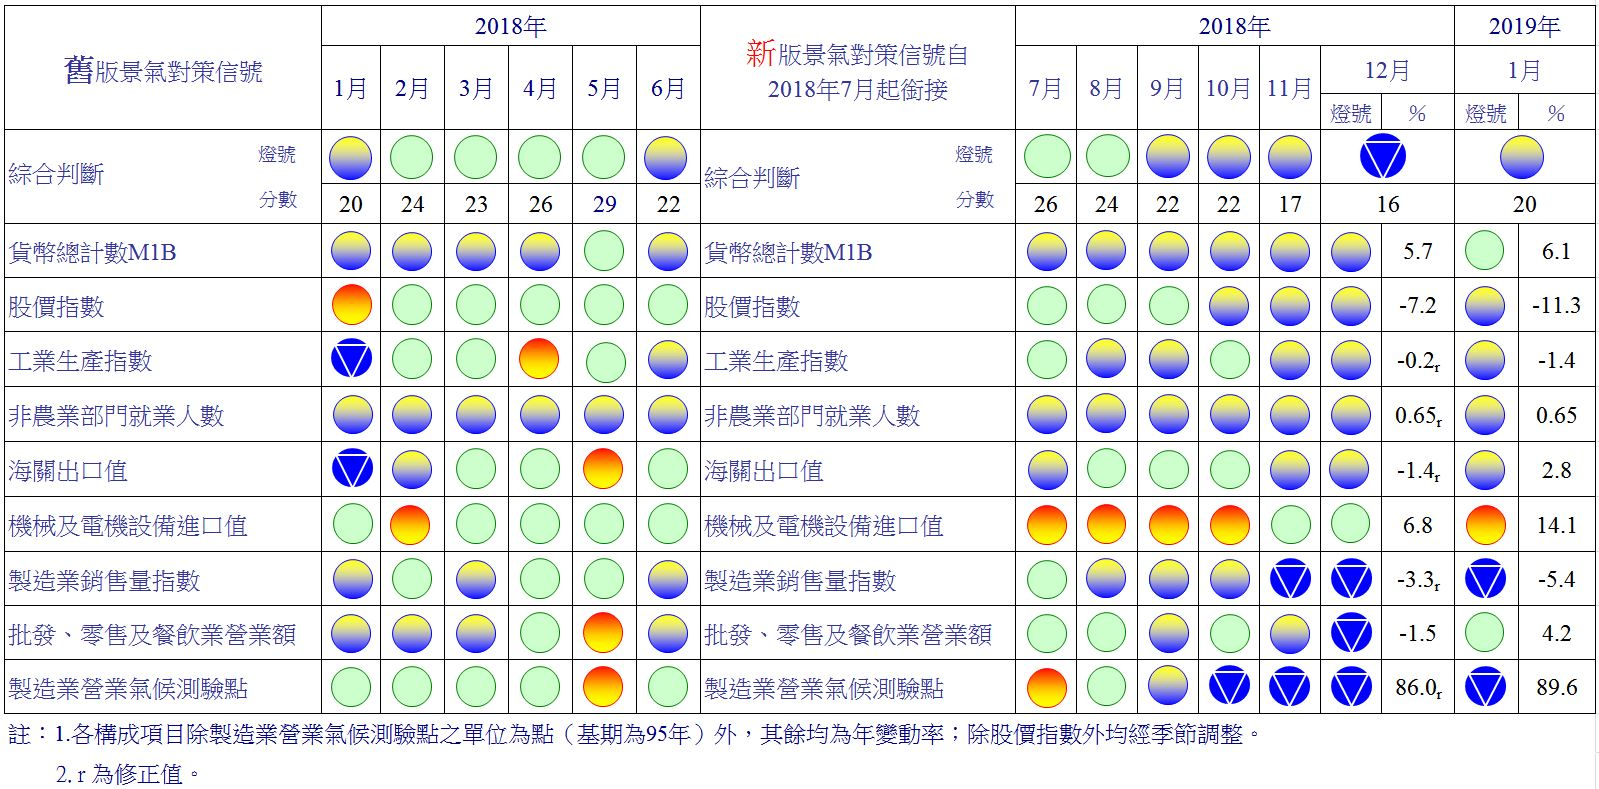 舊版景氣對策信號 2018年 新版景氣對策信號自 2018年7月起銜接 2018年 2019年
1月 2月 3月 4月 5月 6月 7月 8月 9月 10月 11月 12月 1月
燈號 % 燈號 %
綜合判斷 燈號 綜合判斷 燈號
分數 20 24 23 26 29 22 分數 26 24 22 22 17 16 20
貨幣總計數M1B 貨幣總計數M1B 5.7 6.1
股價指數 股價指數 -7.2 -11.3
工業生產指數 工業生產指數 -0.2r -1.4
非農業部門就業人數 非農業部門就業人數 0.65r 0.65
海關出口值 海關出口值 -1.4r 2.8
機械及電機設備進口值 機械及電機設備進口值 6.8 14.1
製造業銷售量指數 製造業銷售量指數 -3.3r -5.4
批發、零售及餐飲業營業額 批發、零售及餐飲業營業額 -1.5 4.2
製造業營業氣候測驗點 製造業營業氣候測驗點 86.0r 89.6
註：1.各構成項目除製造業營業氣候測驗點之單位為點（基期為95年）外，其餘均為年變動率；除股價指數外均經季節調整。
2. r 為修正值。